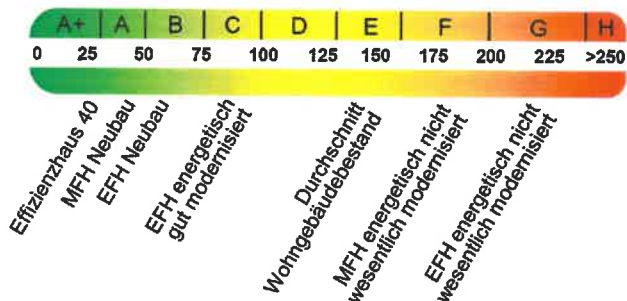 A+ A B C D E F G H
0 25 50 75 100 125 150 175 200 225 >250
Effizienzhaus 40
MFH Neubau
EFH Neubau
EFH energetisch
gut modernisiert
Durchschnitt
Wohngebäudebestand
MFH energetisch nicht
wesentlich modernisiert
EFH energetisch nicht
wesentlich modernisiert